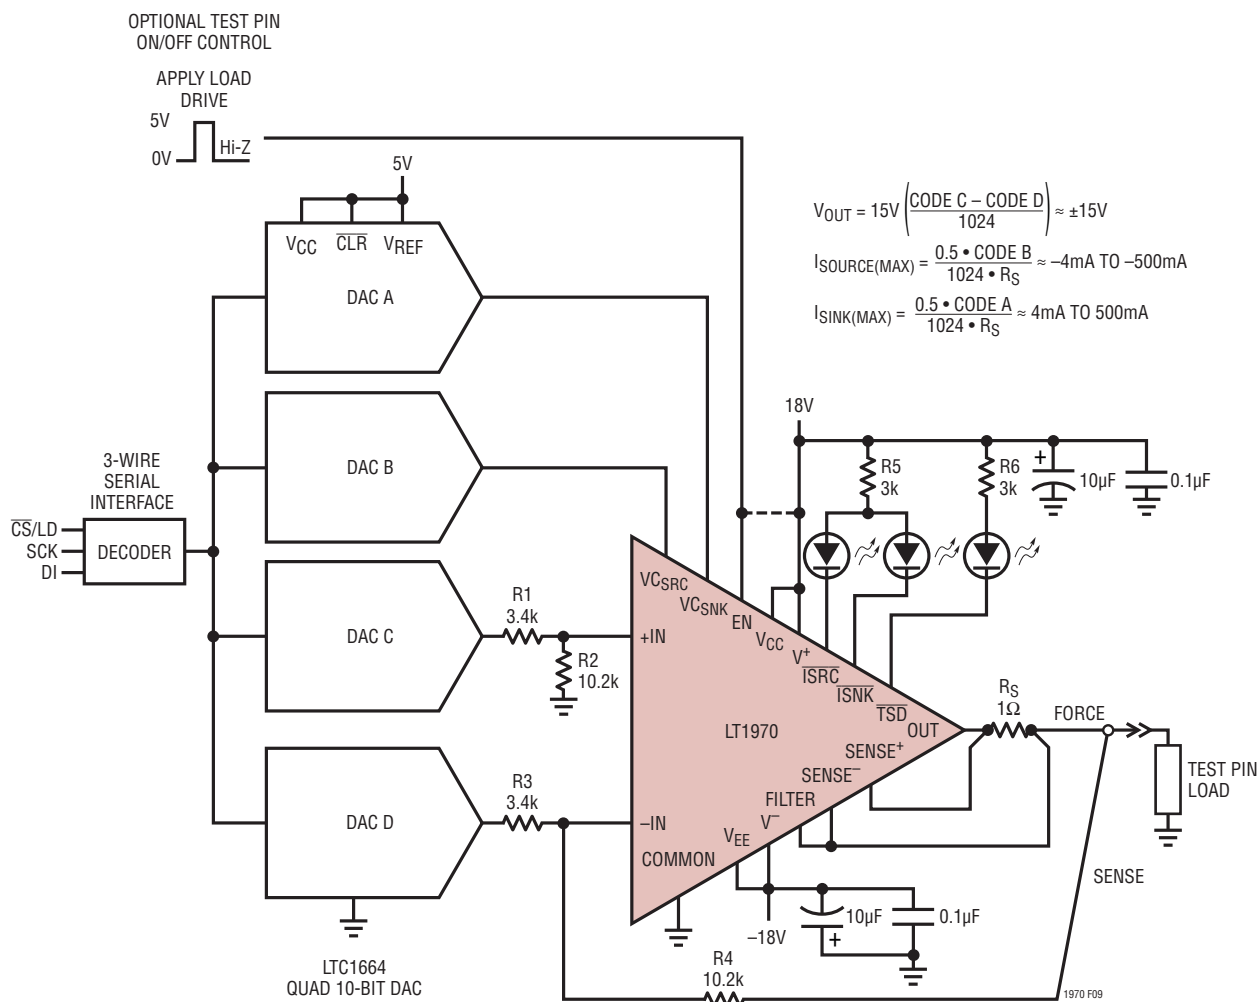 OPTIONAL TEST PIN
ON/OFF CONTROL
APPLY LOAD
DRIVE
5V
0V
Hi-Z
5V
VCC
CLR
VREF
DAC A
VOUT = 15V (CODE C – CODE D / 1024) ≈ ±15V
ISOURCE(MAX) = 0.5 • CODE B / 1024 • RS ≈ –4mA TO –500mA
ISINK(MAX) = 0.5 • CODE A / 1024 • RS ≈ 4mA TO 500mA
DAC B
3-WIRE
SERIAL
INTERFACE
CS/LD
SCK
DI
DECODER
18V
R5
3k
R6
3k
+
10µF
0.1µF
DAC C
R1
3.4k
R2
10.2k
VCSRC
VCSNK
EN
VCC
V+
ISRC
ISNK
TSD
OUT
+IN
LT1970
SENSE+
SENSE–
FILTER
V–
VEE
–IN
COMMON
RS
1Ω
FORCE
TEST PIN
LOAD
SENSE
DAC D
R3
3.4k
–18V
10µF
+
0.1µF
LTC1664
QUAD 10-BIT DAC
R4
10.2k
1970 F09